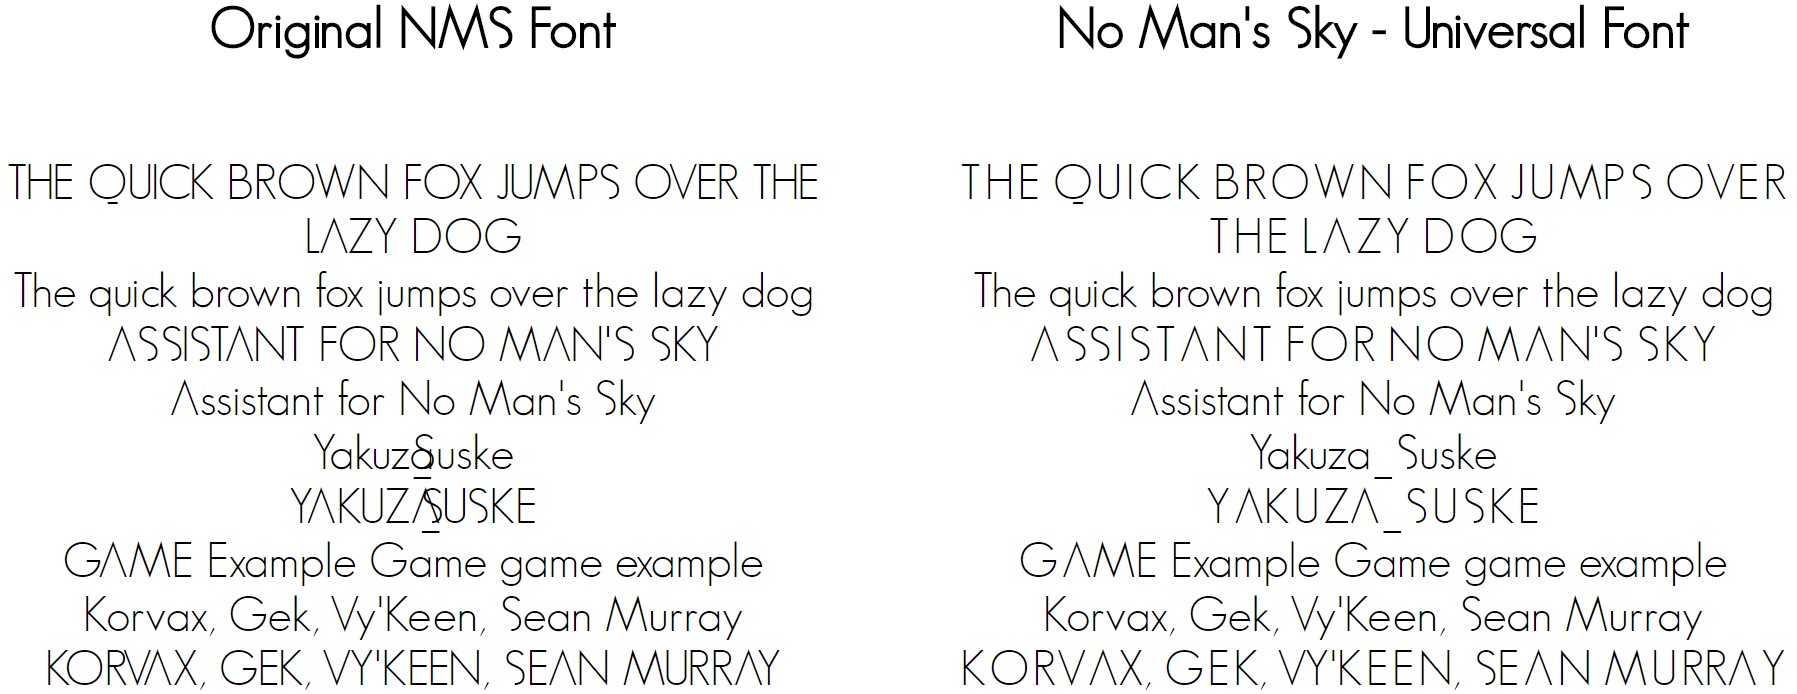 Original NMS Font
THE QUICK BROWN FOX JUMPS OVER THE
LAZY DOG
The quick brown fox jumps over the lazy dog
ASSISTANT FOR NO MAN'S SKY
Assistant for No Man's Sky
Yakuza_Suske
YAKUZA_SUSKE
GAME Example Game game example
Korvax, Gek, Vy'Keen, Sean Murray
KORVAX, GEK, VY'KEEN, SEAN MURRAY
No Man's Sky - Universal Font
THE QUICK BROWN FOX JUMPS OVER
THE LAZY DOG
The quick brown fox jumps over the lazy dog
ASSISTANT FOR NO MAN'S SKY
Assistant for No Man's Sky
Yakuza_Suske
YAKUZA_SUSKE
GAME Example Game game example
Korvax, Gek, Vy'Keen, Sean Murray
KORVAX, GEK, VY'KEEN, SEAN MURRAY